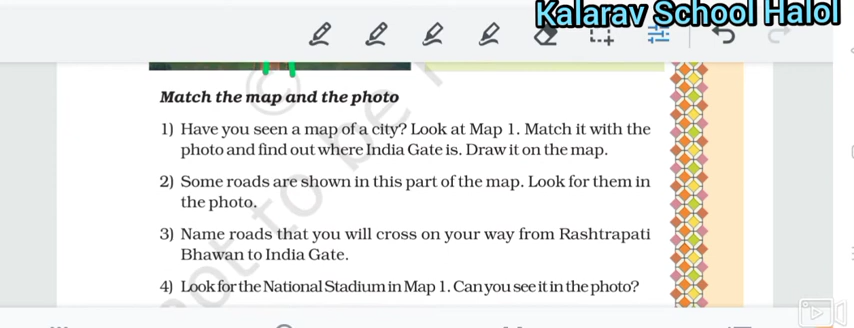 Kalarav School Halol
Match the map and the photo
1) Have you seen a map of a city? Look at Map 1. Match it with the
photo and find out where India Gate is. Draw it on the map.
2) Some roads are shown in this part of the map. Look for them in
the photo.
3) Name roads that you will cross on your way from Rashtrapati
Bhawan to India Gate.
4) Look for the National Stadium in Map 1. Can you see it in the photo?
©
not to be r